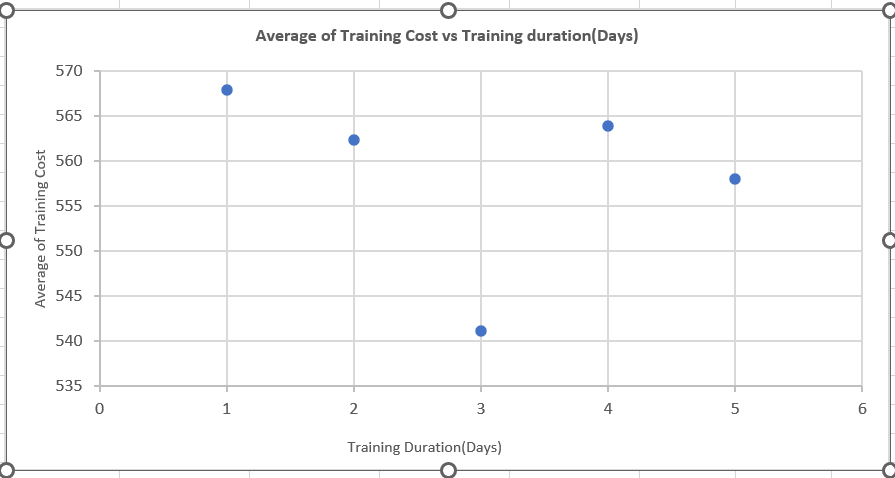 Average of Training Cost vs Training duration(Days)
Average of Training Cost
570
565
560
555
550
545
540
535
0 1 2 3 4 5 6
Training Duration(Days)